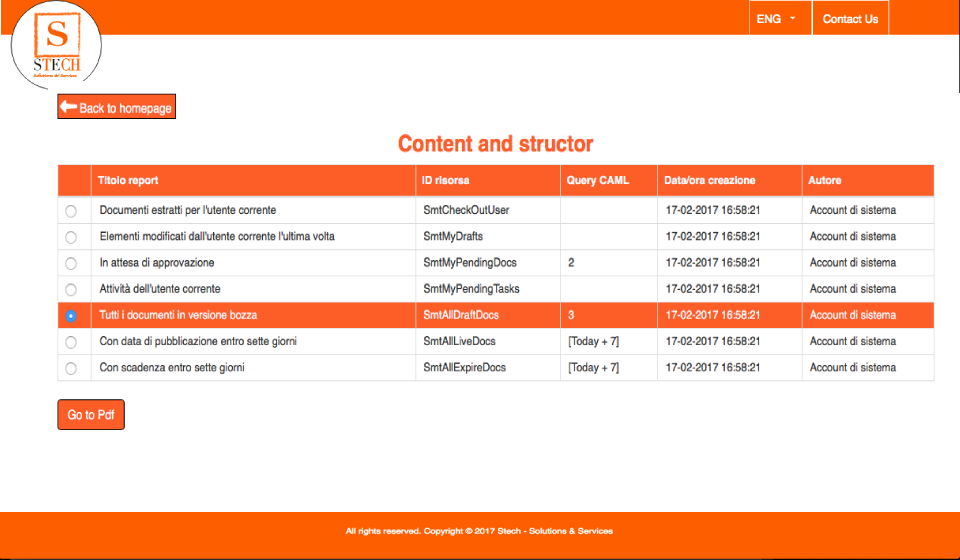 ENG Contact Us
S
STECH
Solutions & Services
Back to homepage
Content and structor
Titolo report ID risorsa Query CAML Data/ora creazione Autore
Documenti estratti per l'utente corrente SmtCheckOutUser 17-02-2017 16:58:21 Account di sistema
Elementi modificati dall'utente corrente l'ultima volta SmtMyDrafts 17-02-2017 16:58:21 Account di sistema
In attesa di approvazione SmtMyPendingDocs 2 17-02-2017 16:58:21 Account di sistema
Attività dell'utente corrente SmtMyPendingTasks 17-02-2017 16:58:21 Account di sistema
Tutti i documenti in versione bozza SmtAllDraftDocs 3 17-02-2017 16:58:21 Account di sistema
Con data di pubblicazione entro sette giorni SmtAllLiveDocs [Today + 7] 17-02-2017 16:58:21 Account di sistema
Con scadenza entro sette giorni SmtAllExpireDocs [Today + 7] 17-02-2017 16:58:21 Account di sistema
Go to Pdf
All rights reserved. Copyright © 2017 Stech - Solutions & Services